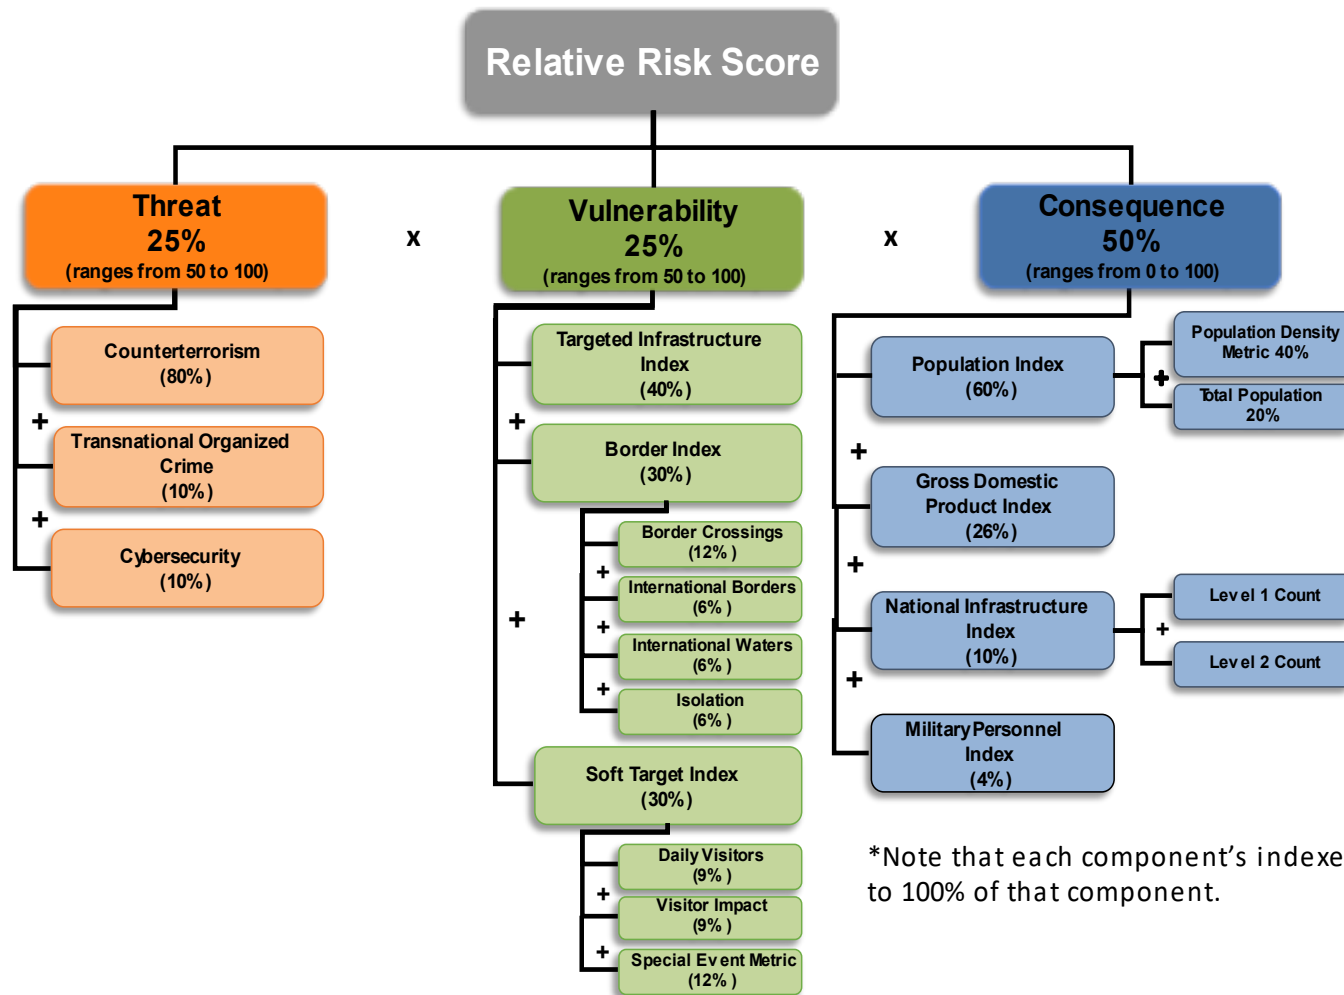 Relative Risk Score
Threat
25%
(ranges from 50 to 100)
x
Vulnerability
25%
(ranges from 50 to 100)
x
Consequence
50%
(ranges from 0 to 100)
Counterterrorism
(80%)
+
Transnational Organized
Crime
(10%)
+
Cybersecurity
(10%)
Targeted Infrastructure
Index
(40%)
+
Border Index
(30%)
Border Crossings
(12%)
+
International Borders
(6%)
+
International Waters
(6%)
+
Isolation
(6%)
+
Soft Target Index
(30%)
Daily Visitors
(9%)
+
Visitor Impact
(9%)
+
Special Event Metric
(12%)
Population Index
(60%)
Population Density
Metric 40%
+
Total Population
20%
+
Gross Domestic
Product Index
(26%)
+
National Infrastructure
Index
(10%)
Level 1 Count
+
Level 2 Count
+
Military Personnel
Index
(4%)
*Note that each component's indexe
to 100% of that component.